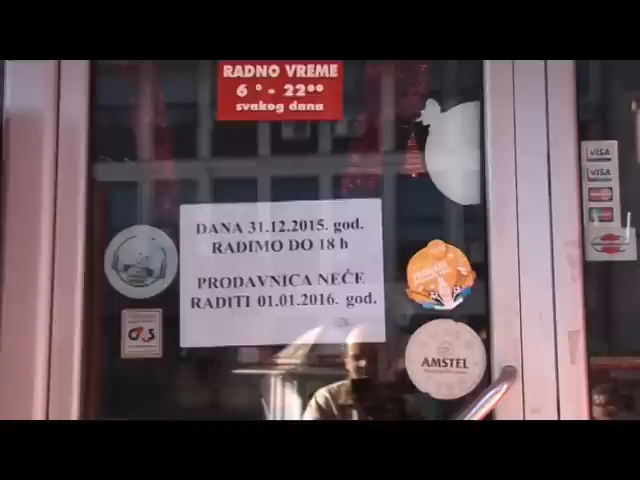 RADNO VREME
6 ° - 22°°
svakog dana
DANA 31.12.2015. god.
RADIMO DO 18 h
PRODAVNICA NEĆE
RADITI 01.01.2016. god.
VISA
VISA
G4S
AMSTEL